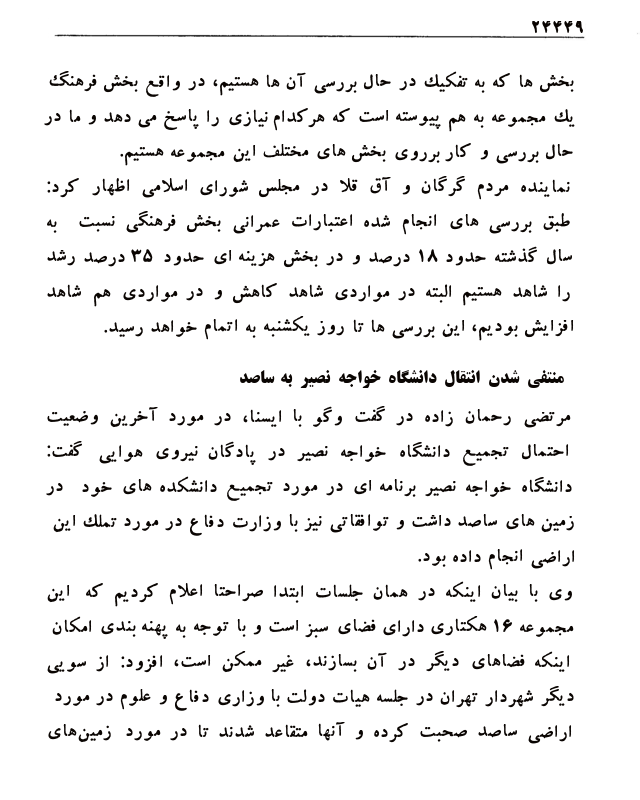 ۲۴۴۴۹
بخش ها که به تفکیك در حال بررسی آن ها هستیم، در واقع بخش فرهنگ
یك مجموعه به هم پیوسته است که هرکدام نیازی را پاسخ می دهد و ما در
حال بررسی و کار برروی بخش های مختلف این مجموعه هستیم.
نماینده مردم گرگان و آق قلا در مجلس شورای اسلامی اظهار کرد:
طبق بررسی های انجام شده اعتبارات عمرانی بخش فرهنگی نسبت به
سال گذشته حدود ۱۸ درصد و در بخش هزینه ای حدود ۳۵ درصد رشد
را شاهد هستیم البته در مواردی شاهد کاهش و در مواردی هم شاهد
افزایش بودیم، این بررسی ها تا روز یکشنبه به اتمام خواهد رسید.
منتفی شدن انتقال دانشگاه خواجه نصیر به ساصد
مرتضی رحمان زاده در گفت وگو با ایسنا، در مورد آخرین وضعیت
احتمال تجمیع دانشگاه خواجه نصیر در پادگان نیروی هوایی گفت:
دانشگاه خواجه نصیر برنامه ای در مورد تجمیع دانشکده های خود در
زمین های ساصد داشت و توافقاتی نیز با وزارت دفاع در مورد تملك این
اراضی انجام داده بود.
وی با بیان اینکه در همان جلسات ابتدا صراحتا اعلام کردیم که این
مجموعه ۱۶ هکتاری دارای فضای سبز است و با توجه به پهنه بندی امکان
اینکه فضاهای دیگر در آن بسازند، غیر ممکن است، افزود: از سویی
دیگر شهردار تهران در جلسه هیات دولت با وزاری دفاع و علوم در مورد
اراضی ساصد صحبت کرده و آنها متقاعد شدند تا در مورد زمین‌های